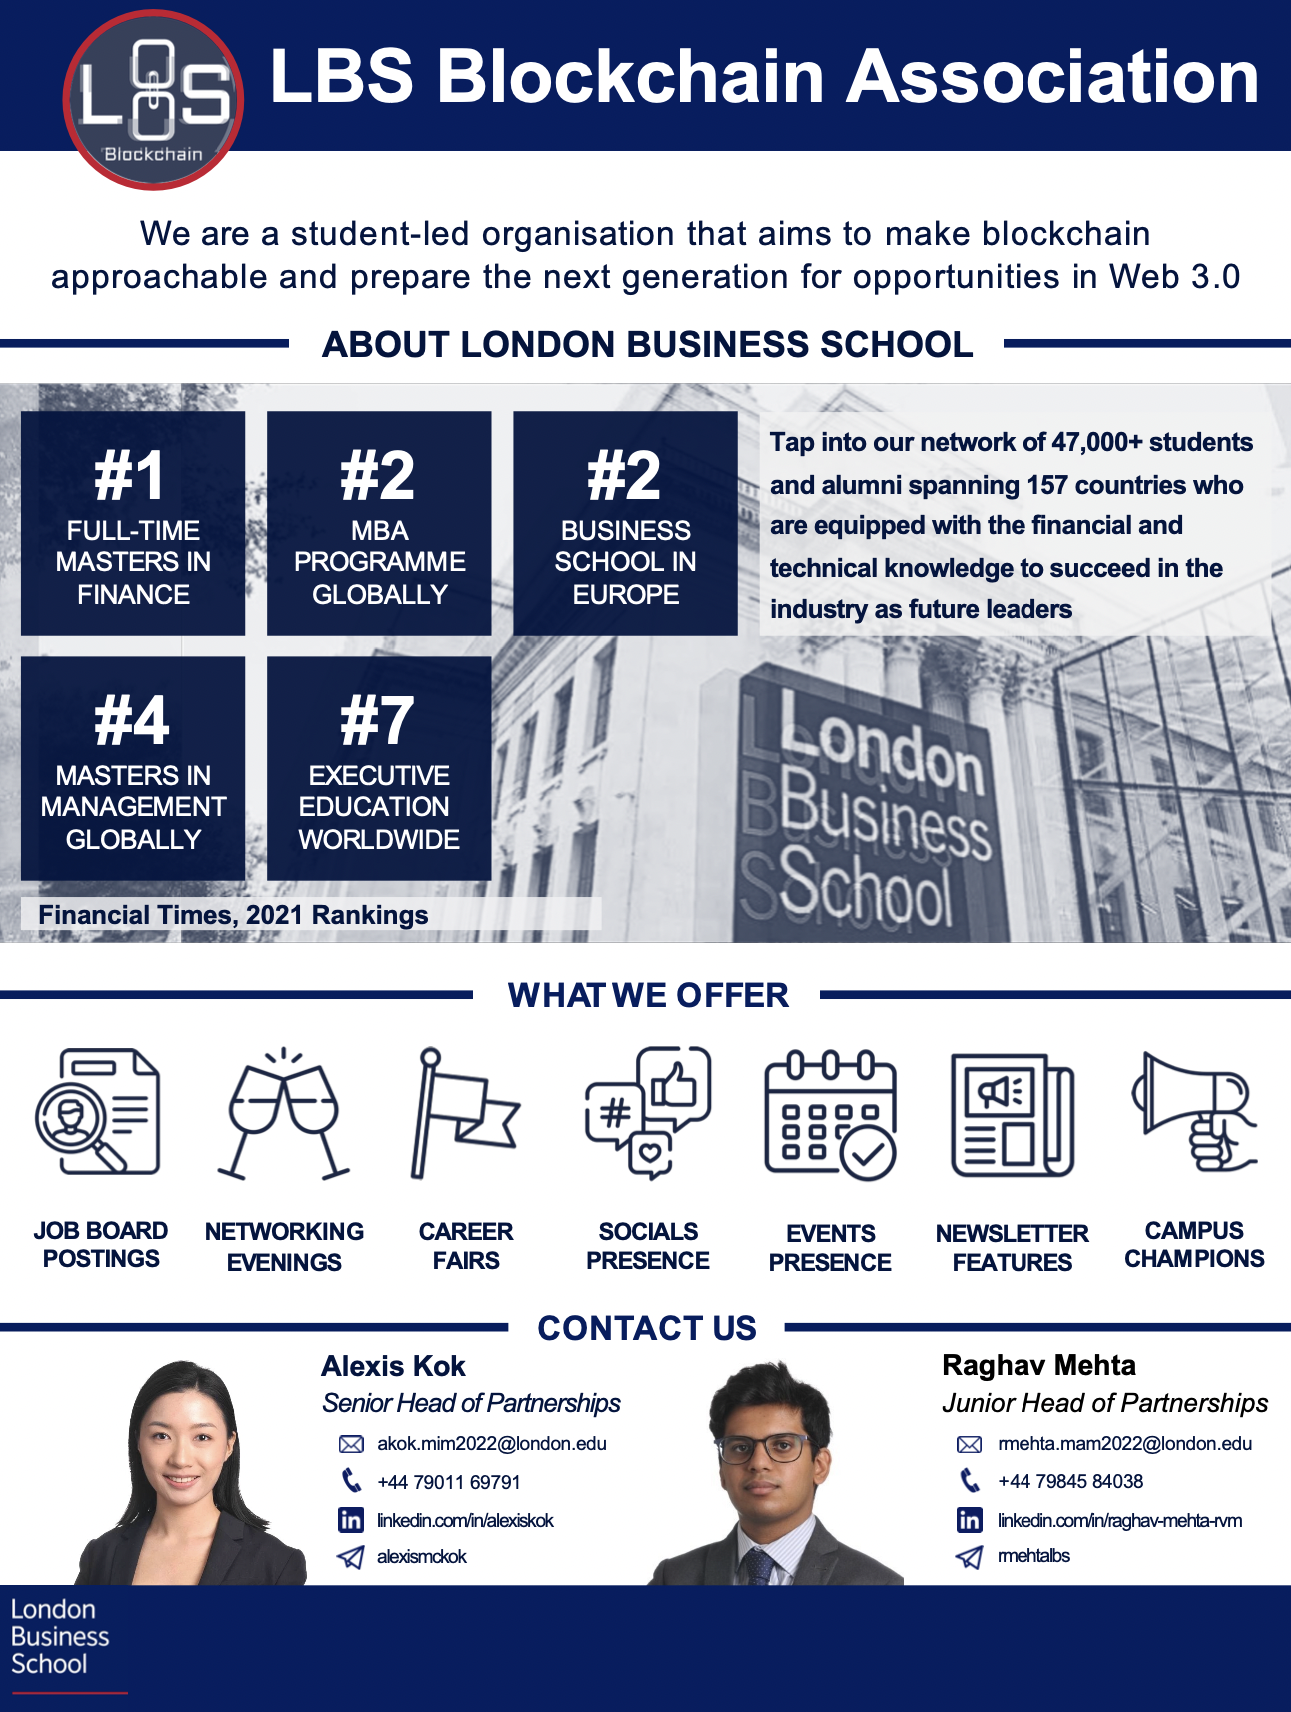 LBS
Blockchain
LBS Blockchain Association
We are a student-led organisation that aims to make blockchain
approachable and prepare the next generation for opportunities in Web 3.0
ABOUT LONDON BUSINESS SCHOOL
#1
FULL-TIME
MASTERS IN
FINANCE
#2
MBA
PROGRAMME
GLOBALLY
#2
BUSINESS
SCHOOL IN
EUROPE
Tap into our network of 47,000+ students
and alumni spanning 157 countries who
are equipped with the financial and
technical knowledge to succeed in the
industry as future leaders
#4
MASTERS IN
MANAGEMENT
GLOBALLY
#7
EXECUTIVE
EDUCATION
WORLDWIDE
London
Business
School
Financial Times, 2021 Rankings
WHAT WE OFFER
#
JOB BOARD
POSTINGS
NETWORKING
EVENINGS
CAREER
FAIRS
SOCIALS
PRESENCE
EVENTS
PRESENCE
NEWSLETTER
FEATURES
CAMPUS
CHAMPIONS
CONTACT US
Alexis Kok
Senior Head of Partnerships
akok.mim2022@london.edu
+44 79011 69791
in linkedin.com/in/alexiskok
alexismckok
Raghav Mehta
Junior Head of Partnerships
rmehta.mam2022@london.edu
+44 79845 84038
in linkedin.com/in/raghav-mehta-rvm
rmehtalbs
London
Business
School